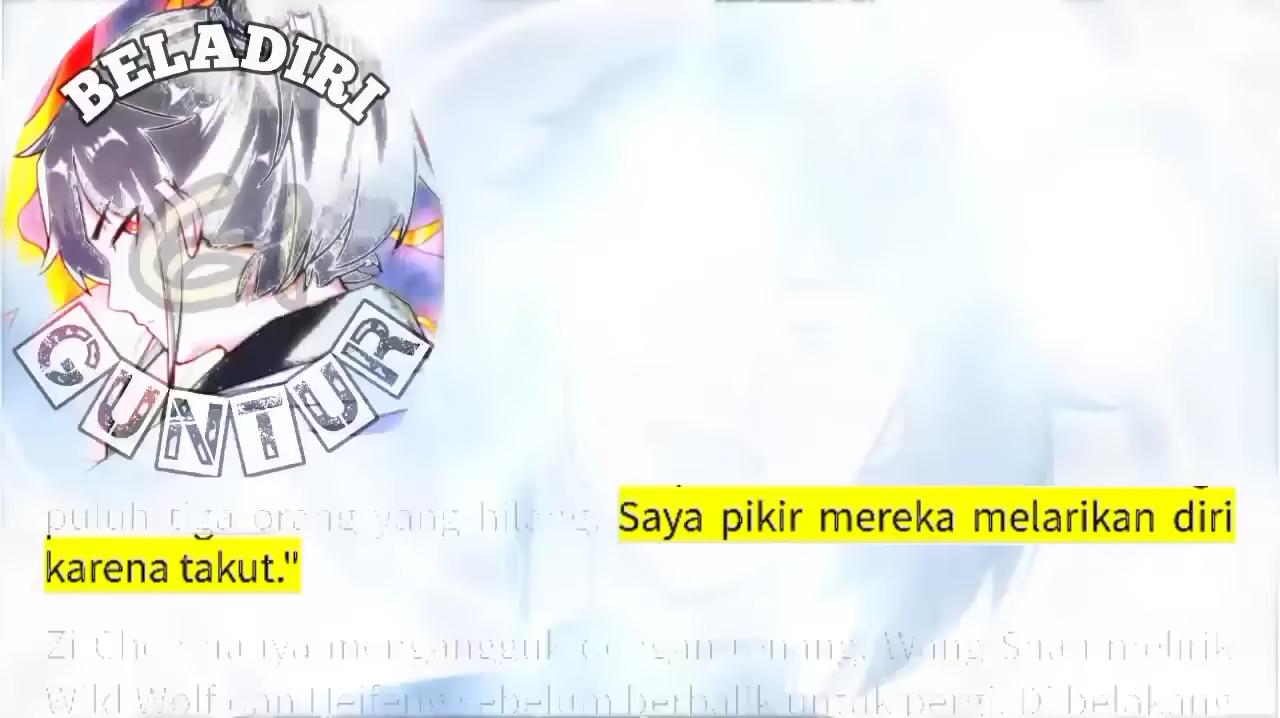 BELADIRI
GUNTUR
puluh tiga orang yang hilang. Saya pikir mereka melarikan diri
karena takut."
Zi Che hanya mengangguk dengan tenang. Wang Shan melirik
Wild Wolf dan Heifeng sebelum berbalik untuk pergi. Di belakang